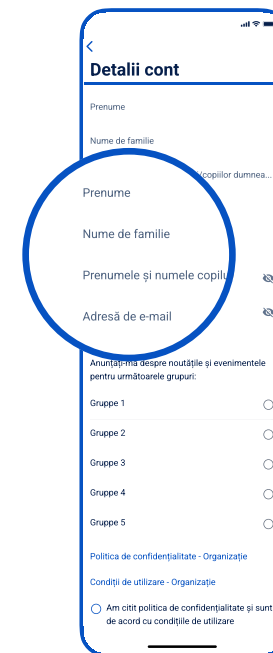 Detalii cont
Prenume
Nume de familie
/copiilor dumnea...
Prenume
Nume de familie
Prenumele și numele copilu
Adresă de e-mail
Anunțați-mă despre noutățile și evenimentele
pentru următoarele grupuri:
Gruppe 1
Gruppe 2
Gruppe 3
Gruppe 4
Gruppe 5
Politica de confidențialitate - Organizație
Condiții de utilizare - Organizație
Am citit politica de confidențialitate și sunt
de acord cu condițiile de utilizare